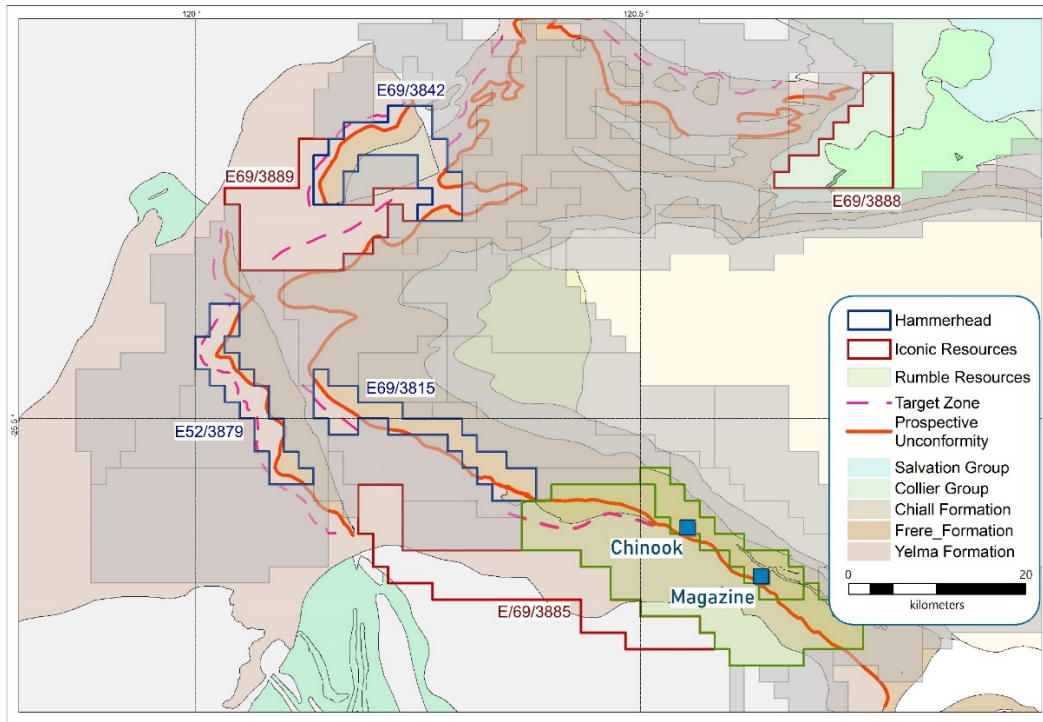 120 °
120.5 °
E69/3842
E69/3889
E69/3888
E69/3815
-25.5 °
E52/3879
Chinook
Magazine
E/69/3885
Hammerhead
Iconic Resources
Rumble Resources
Target Zone
Prospective
Unconformity
Salvation Group
Collier Group
Chiall Formation
Frere_Formation
Yelma Formation
0 20
kilometers